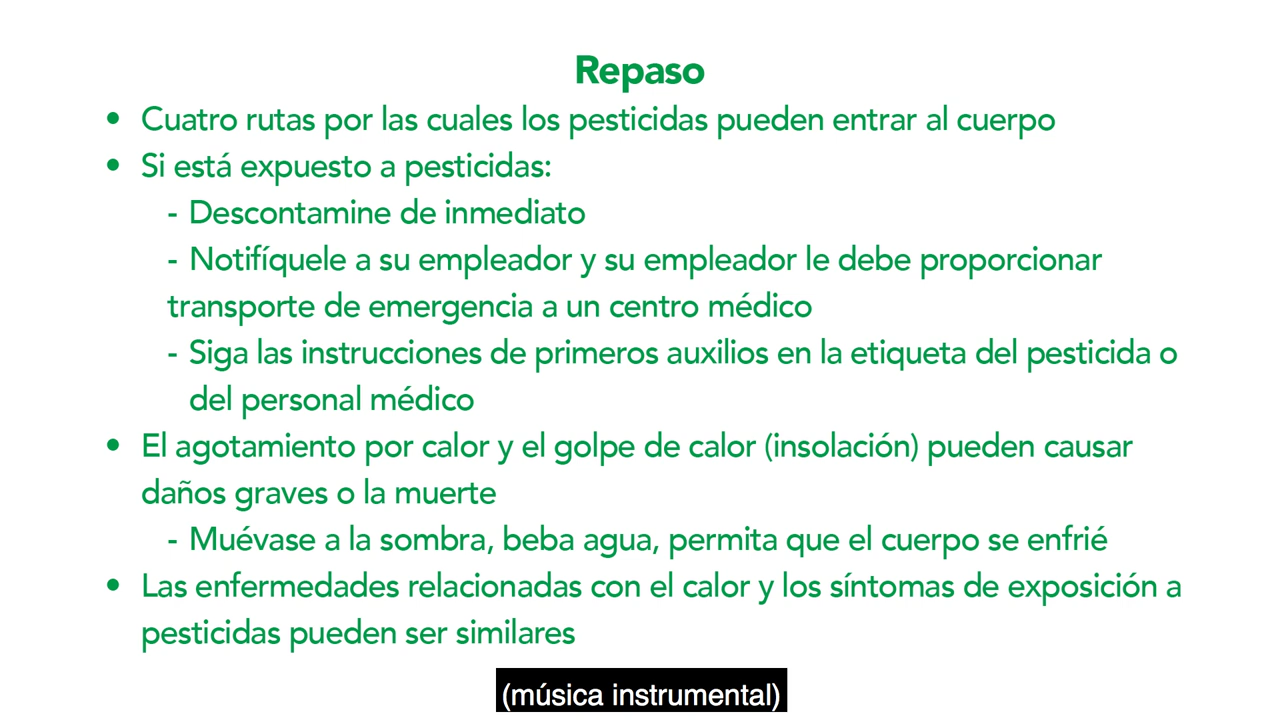 Repaso
• Cuatro rutas por las cuales los pesticidas pueden entrar al cuerpo
• Si está expuesto a pesticidas:
- Descontamine de inmediato
- Notifíquele a su empleador y su empleador le debe proporcionar
transporte de emergencia a un centro médico
- Siga las instrucciones de primeros auxilios en la etiqueta del pesticida o
del personal médico
• El agotamiento por calor y el golpe de calor (insolación) pueden causar
daños graves o la muerte
- Muévase a la sombra, beba agua, permita que el cuerpo se enfrié
• Las enfermedades relacionadas con el calor y los síntomas de exposición a
pesticidas pueden ser similares
(música instrumental)